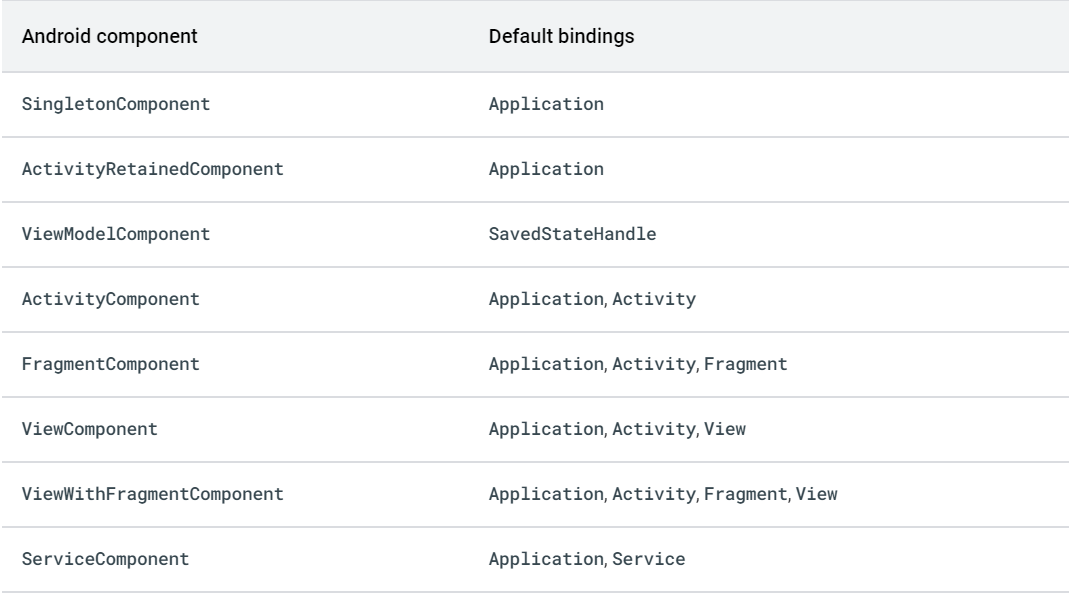 Android component Default bindings
SingletonComponent Application
ActivityRetainedComponent Application
ViewModelComponent SavedStateHandle
ActivityComponent Application, Activity
FragmentComponent Application, Activity, Fragment
ViewComponent Application, Activity, View
ViewWithFragmentComponent Application, Activity, Fragment, View
ServiceComponent Application, Service